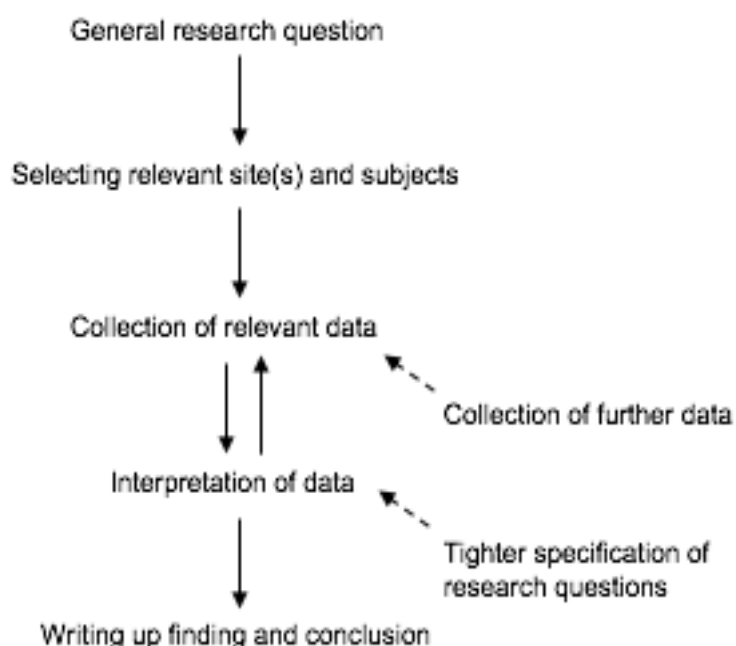 General research question
Selecting relevant site(s) and subjects
Collection of relevant data
Collection of further data
Interpretation of data
Tighter specification of
research questions
Writing up finding and conclusion